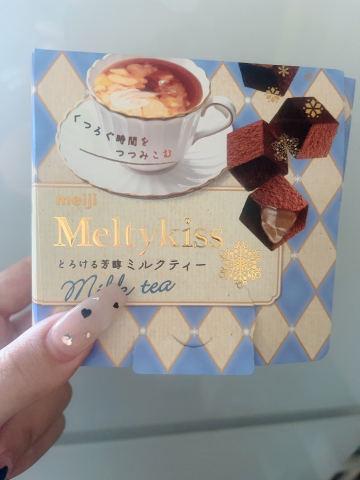 くつろぐ時間を
つつみこむ
meiji
Meltykiss
とろける芳醇ミルクティー
Milk tea